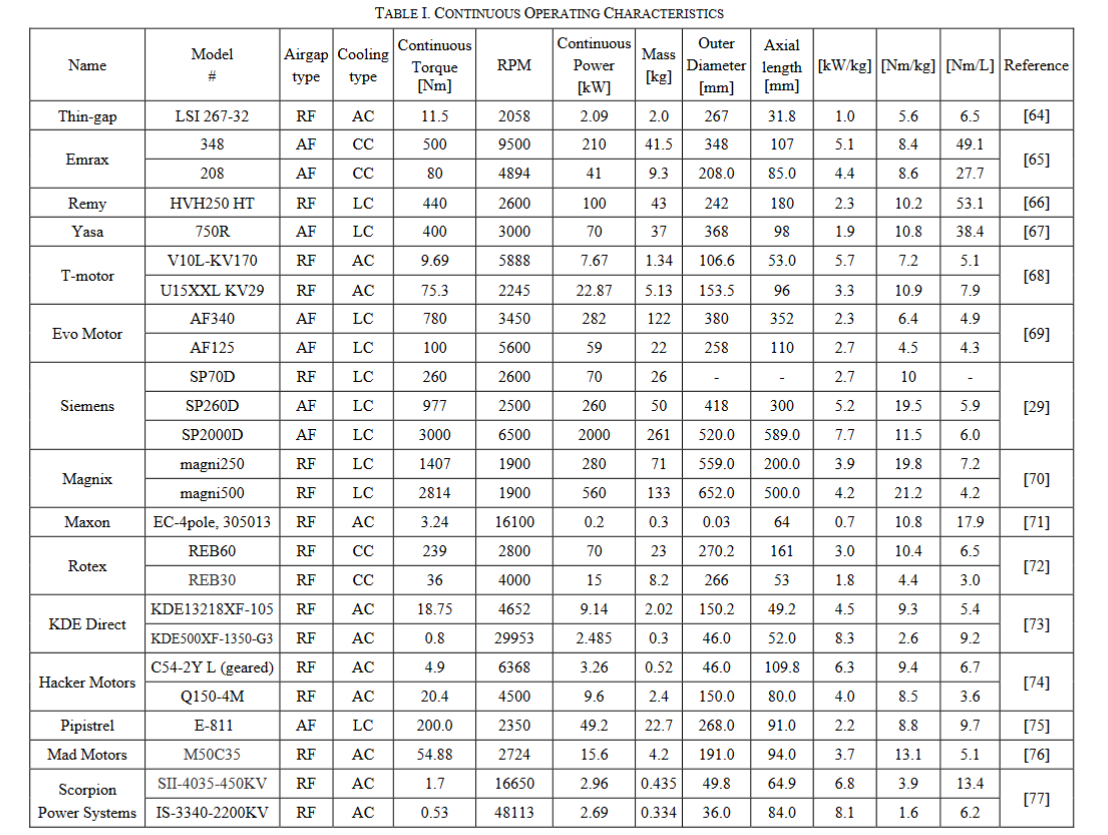 TABLE I. CONTINUOUS OPERATING CHARACTERISTICS
Name Model # Airgap type Cooling type Continuous Torque [Nm] RPM Continuous Power [kW] Mass [kg] Outer Diameter [mm] Axial length [mm] [kW/kg] [Nm/kg] [Nm/L] Reference
Thin-gap LSI 267-32 RF AC 11.5 2058 2.09 2.0 267 31.8 1.0 5.6 6.5 [64]
Emrax 348 AF CC 500 9500 210 41.5 348 107 5.1 8.4 49.1 [65]
208 AF CC 80 4894 41 9.3 208.0 85.0 4.4 8.6 27.7
Remy HVH250 HT RF LC 440 2600 100 43 242 180 2.3 10.2 53.1 [66]
Yasa 750R AF LC 400 3000 70 37 368 98 1.9 10.8 38.4 [67]
T-motor V10L-KV170 RF AC 9.69 5888 7.67 1.34 106.6 53.0 5.7 7.2 5.1 [68]
U15XXL KV29 RF AC 75.3 2245 22.87 5.13 153.5 96 3.3 10.9 7.9
Evo Motor AF340 AF LC 780 3450 282 122 380 352 2.3 6.4 4.9 [69]
AF125 AF LC 100 5600 59 22 258 110 2.7 4.5 4.3
Siemens SP70D RF LC 260 2600 70 26 - - 2.7 10 - [29]
SP260D AF LC 977 2500 260 50 418 300 5.2 19.5 5.9
SP2000D AF LC 3000 6500 2000 261 520.0 589.0 7.7 11.5 6.0
Magnix magni250 RF LC 1407 1900 280 71 559.0 200.0 3.9 19.8 7.2 [70]
magni500 RF LC 2814 1900 560 133 652.0 500.0 4.2 21.2 4.2
Maxon EC-4pole, 305013 RF AC 3.24 16100 0.2 0.3 0.03 64 0.7 10.8 17.9 [71]
Rotex REB60 RF CC 239 2800 70 23 270.2 161 3.0 10.4 6.5 [72]
REB30 RF CC 36 4000 15 8.2 266 53 1.8 4.4 3.0
KDE Direct KDE13218XF-105 RF AC 18.75 4652 9.14 2.02 150.2 49.2 4.5 9.3 5.4 [73]
KDE500XF-1350-G3 RF AC 0.8 29953 2.485 0.3 46.0 52.0 8.3 2.6 9.2
Hacker Motors C54-2Y L (geared) RF AC 4.9 6368 3.26 0.52 46.0 109.8 6.3 9.4 6.7 [74]
Q150-4M RF AC 20.4 4500 9.6 2.4 150.0 80.0 4.0 8.5 3.6
Pipistrel E-811 AF LC 200.0 2350 49.2 22.7 268.0 91.0 2.2 8.8 9.7 [75]
Mad Motors M50C35 RF AC 54.88 2724 15.6 4.2 191.0 94.0 3.7 13.1 5.1 [76]
Scorpion Power Systems SII-4035-450KV RF AC 1.7 16650 2.96 0.435 49.8 64.9 6.8 3.9 13.4 [77]
IS-3340-2200KV RF AC 0.53 48113 2.69 0.334 36.0 84.0 8.1 1.6 6.2